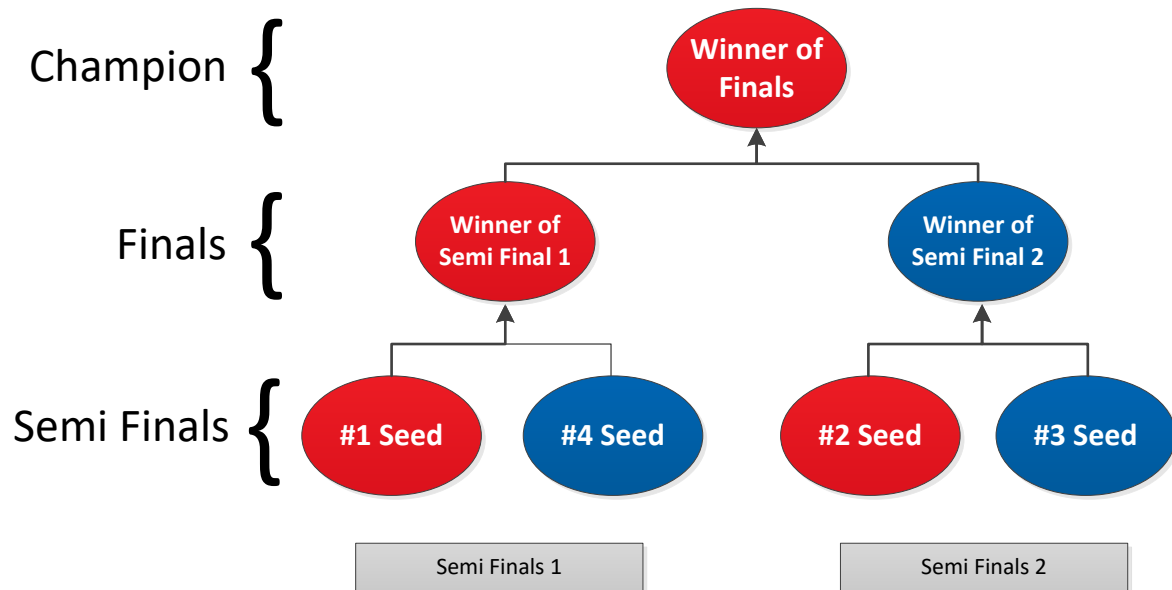 Champion {
Winner of
Finals
Finals {
Winner of
Semi Final 1
Winner of
Semi Final 2
Semi Finals {
#1 Seed
#4 Seed
#2 Seed
#3 Seed
Semi Finals 1
Semi Finals 2